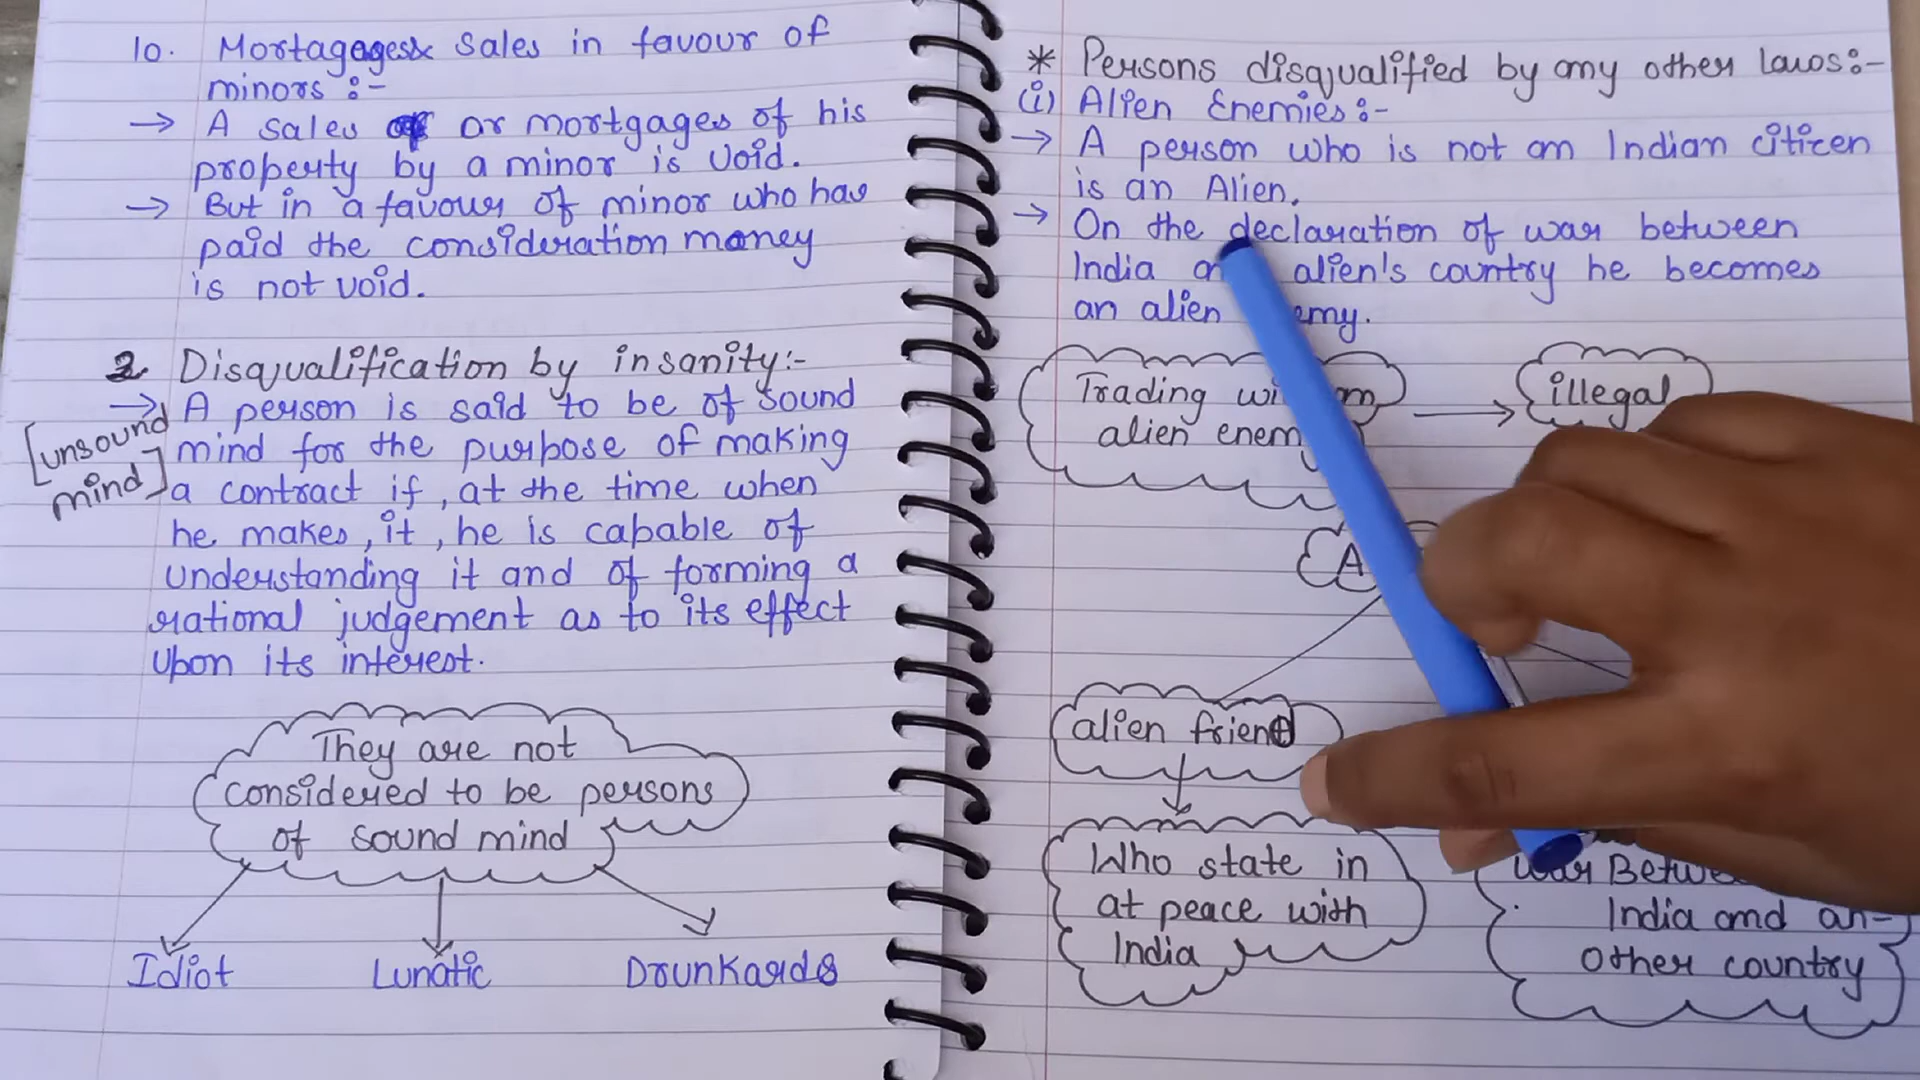 10. Mortagages& Sales in favour of
minors :-
→ A sales or mortgages of his
property by a minor is void.
→ But in a favour of minor who has
paid the consideration money
is not void.
2 Disqualification by insanity:-
→ A person is said to be of sound
[unsound
mind]
mind for the purpose of making
a contract if, at the time when
he makes, it, he is capable of
understanding it and of forming a
rational judgement as to its effect
upon its interest.
They are not
considered to be persons
of sound mind
Idiot Lunatic Drunkards
* Persons disqualified by any other laws:-
(i) Alien Enemies:-
→ A person who is not an Indian citizen
is an Alien.
→ On the declaration of war between
India alien's country he becomes
an alien
Trading
alien
illegal
alien friend
Who state in
at peace with
India
War
India and an-
other country